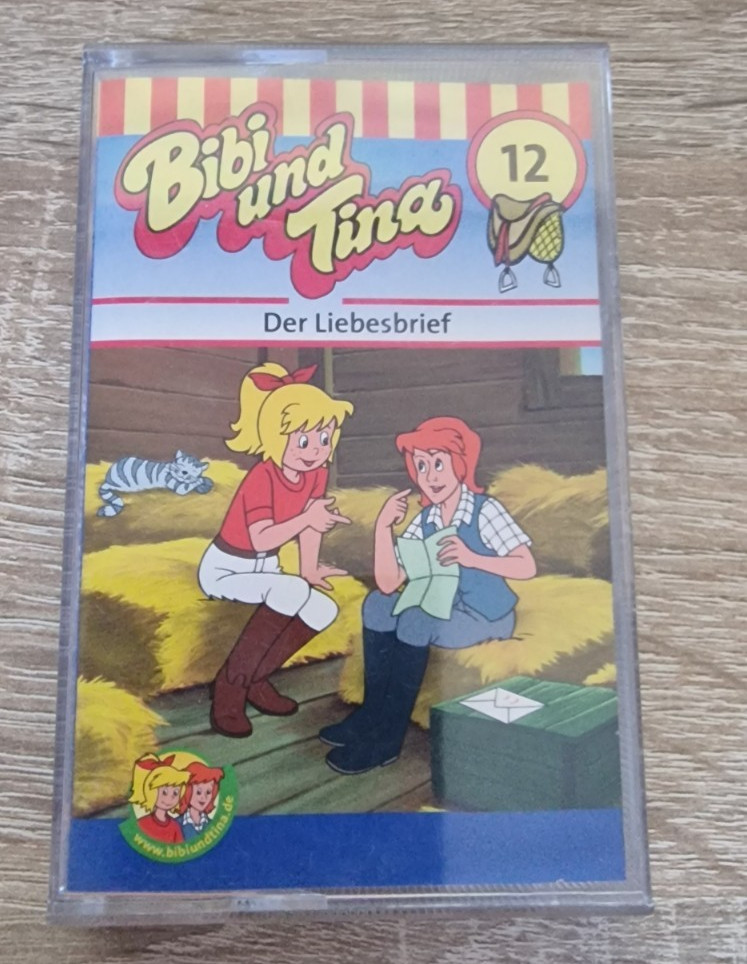 Bibi
und
Tina
12
Der Liebesbrief
www.bibiundtina.de